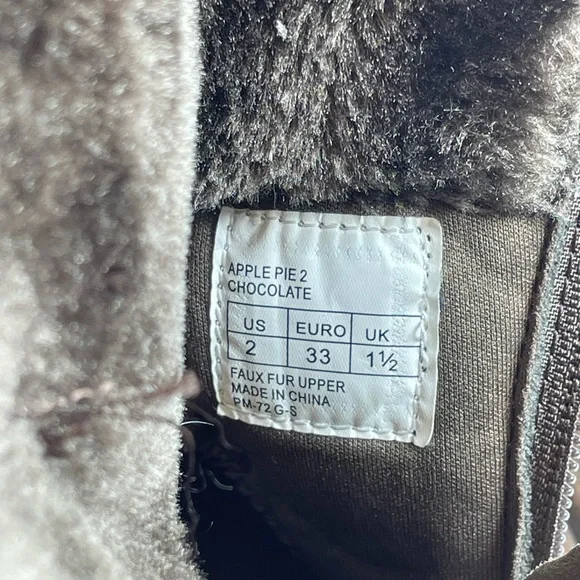 APPLE PIE 2
CHOCOLATE
US EURO UK
2 33 1½
FAUX FUR UPPER
MADE IN CHINA
PM-72 G-S